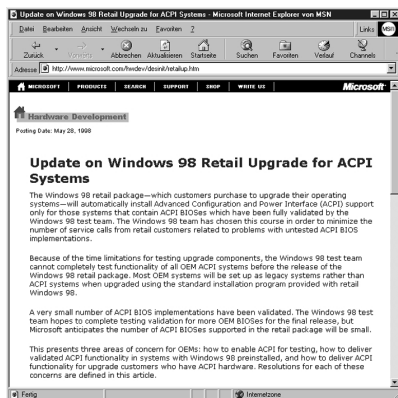 Update on Windows 98 Retail Upgrade for ACPI Systems - Microsoft Internet Explorer von MSN
Datei Bearbeiten Ansicht Wechseln zu Favoriten ? Links MSN
Zurück Vorwärts Abbrechen Aktualisieren Startseite Suchen Favoriten Verlauf Channels
Adresse http://www.microsoft.com/hwdev/desinit/retailup.htm
MICROSOFT PRODUCTS SEARCH SUPPORT SHOP WRITE US Microsoft
Hardware Development
Posting Date: May 28, 1998
Update on Windows 98 Retail Upgrade for ACPI
Systems
The Windows 98 retail package—which customers purchase to upgrade their operating
systems—will automatically install Advanced Configuration and Power Interface (ACPI) support
only for those systems that contain ACPI BIOSes which have been fully validated by the
Windows 98 test team. The Windows 98 team has chosen this course in order to minimize the
number of service calls from retail customers related to problems with untested ACPI BIOS
implementations.
Because of the time limitations for testing upgrade components, the Windows 98 test team
cannot completely test functionality of all OEM ACPI systems before the release of the
Windows 98 retail package. Most OEM systems will be set up as legacy systems rather than
ACPI systems when upgraded using the standard installation program provided with retail
Windows 98.
A very small number of ACPI BIOS implementations have been validated. The Windows 98 test
team hopes to complete testing validation for more OEM BIOSes for the final release, but
Microsoft anticipates the number of ACPI BIOSes supported in the retail package will be small.
This presents three areas of concern for OEMs: how to enable ACPI for testing, how to deliver
validated ACPI functionality in systems with Windows 98 preinstalled, and how to deliver ACPI
functionality for upgrade customers who have ACPI hardware. Resolutions for each of these
concerns are defined in this article.
Fertig Internetzone